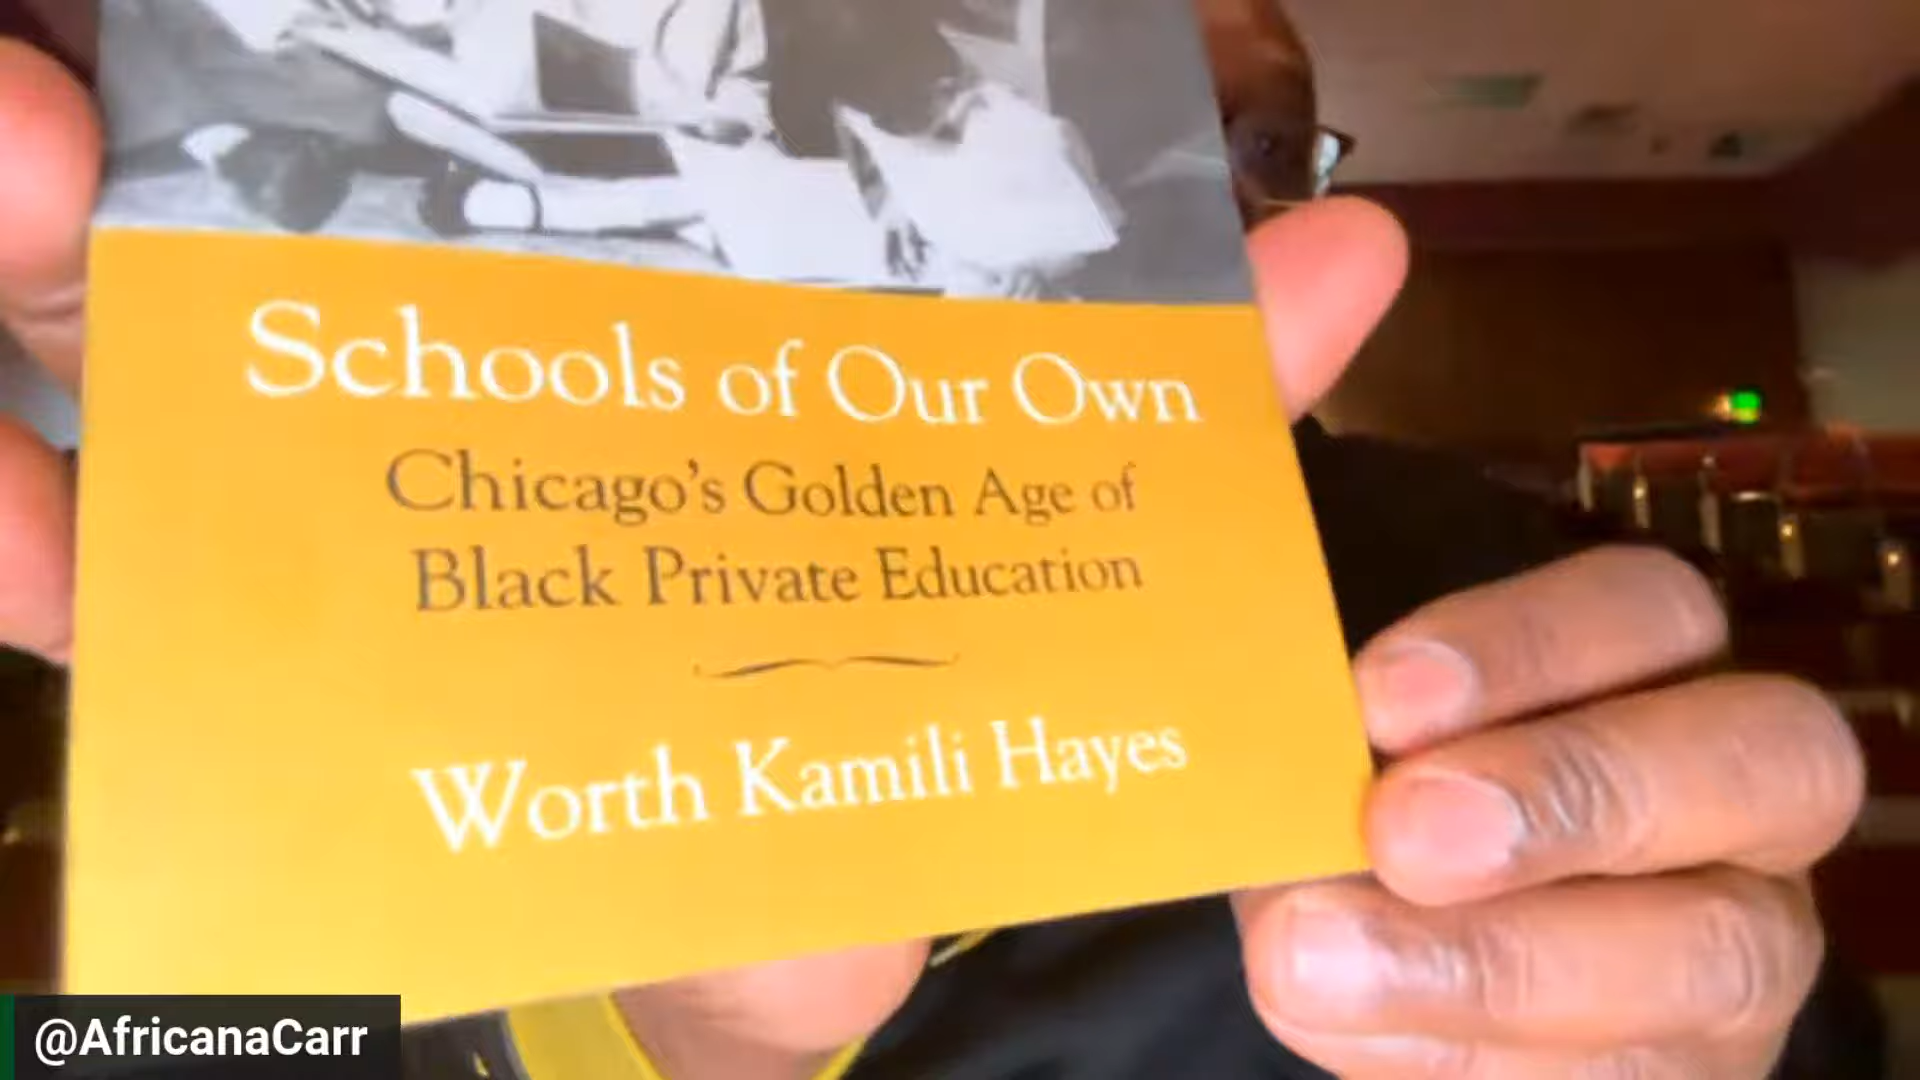 Schools of Our Own
Chicago's Golden Age of
Black Private Education
Worth Kamili Hayes
@AfricanaCarr